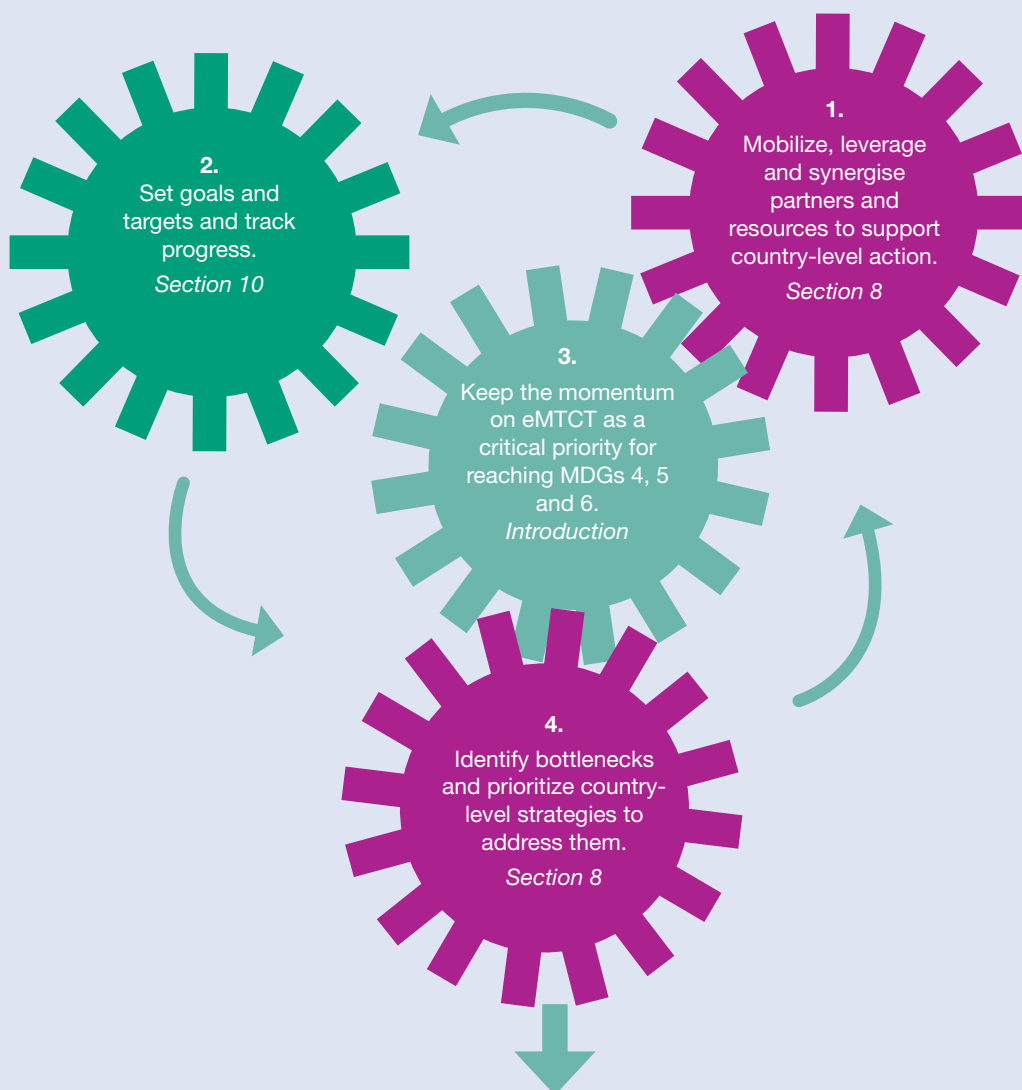 1.
Mobilize, leverage
and synergise
partners and
resources to support
country-level action.
Section 8
2.
Set goals and
targets and track
progress.
Section 10
3.
Keep the momentum
on eMTCT as a
critical priority for
reaching MDGs 4, 5
and 6.
Introduction
4.
Identify bottlenecks
and prioritize country-
level strategies to
address them.
Section 8